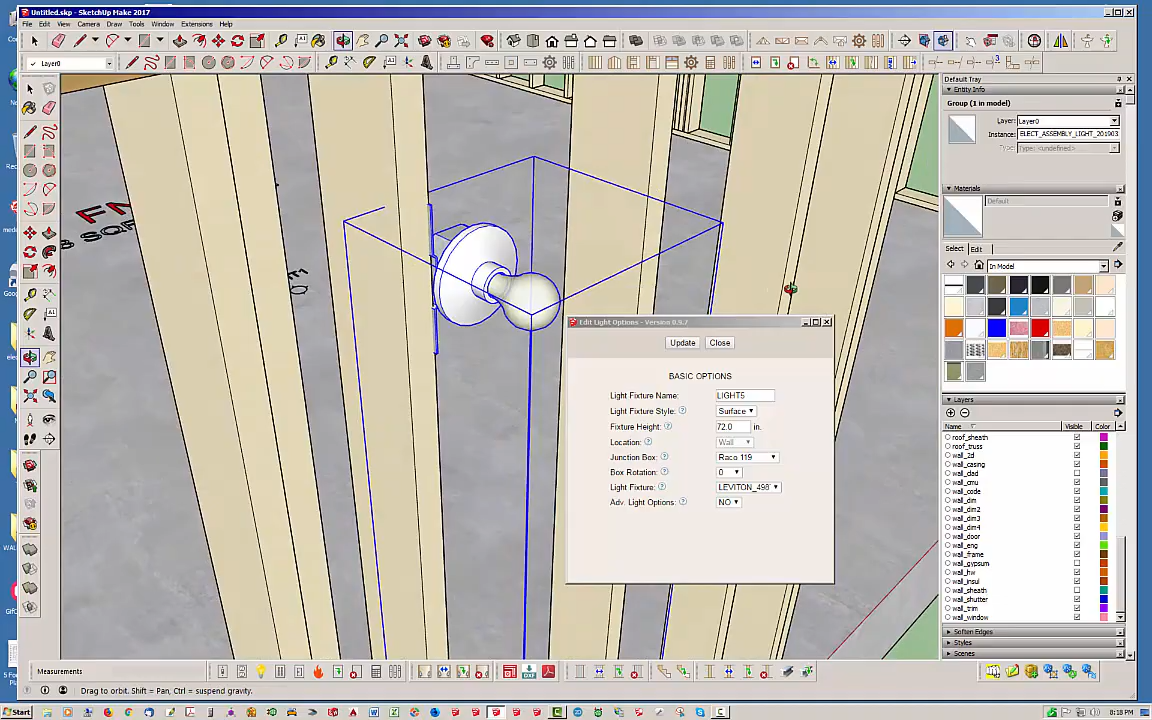 Untitled.skp - SketchUp Make 2017
File Edit View Camera Draw Tools Window Extensions Help
Layer0
Default Tray
Entity Info
Group (1 in model)
Layer: Layer0
Instance: ELECT_ASSEMBLY_LIGHT_201903
Type: Type: <undefined>
Materials
Default
Select Edit
In Model
Edit Light Options - Version 0.9.7
Update Close
BASIC OPTIONS
Light Fixture Name: LIGHT5
Light Fixture Style: Surface
Fixture Height: 72.0 in.
Location: Wall
Junction Box: Raco 119
Box Rotation: 0
Light Fixture: LEVITON_498
Adv. Light Options: NO
Layers
Name Visible Color
roof_sheath
roof_truss
wall_2d
wall_casing
wall_clad
wall_cmu
wall_code
wall_dim
wall_dim2
wall_dim3
wall_dim4
wall_door
wall_eng
wall_frame
wall_gypsum
wall_hw
wall_insul
wall_sheath
wall_shutter
wall_trim
wall_window
Soften Edges
Styles
Scenes
Measurements
Drag to orbit. Shift = Pan, Ctrl = suspend gravity.
Start
8:18 PM